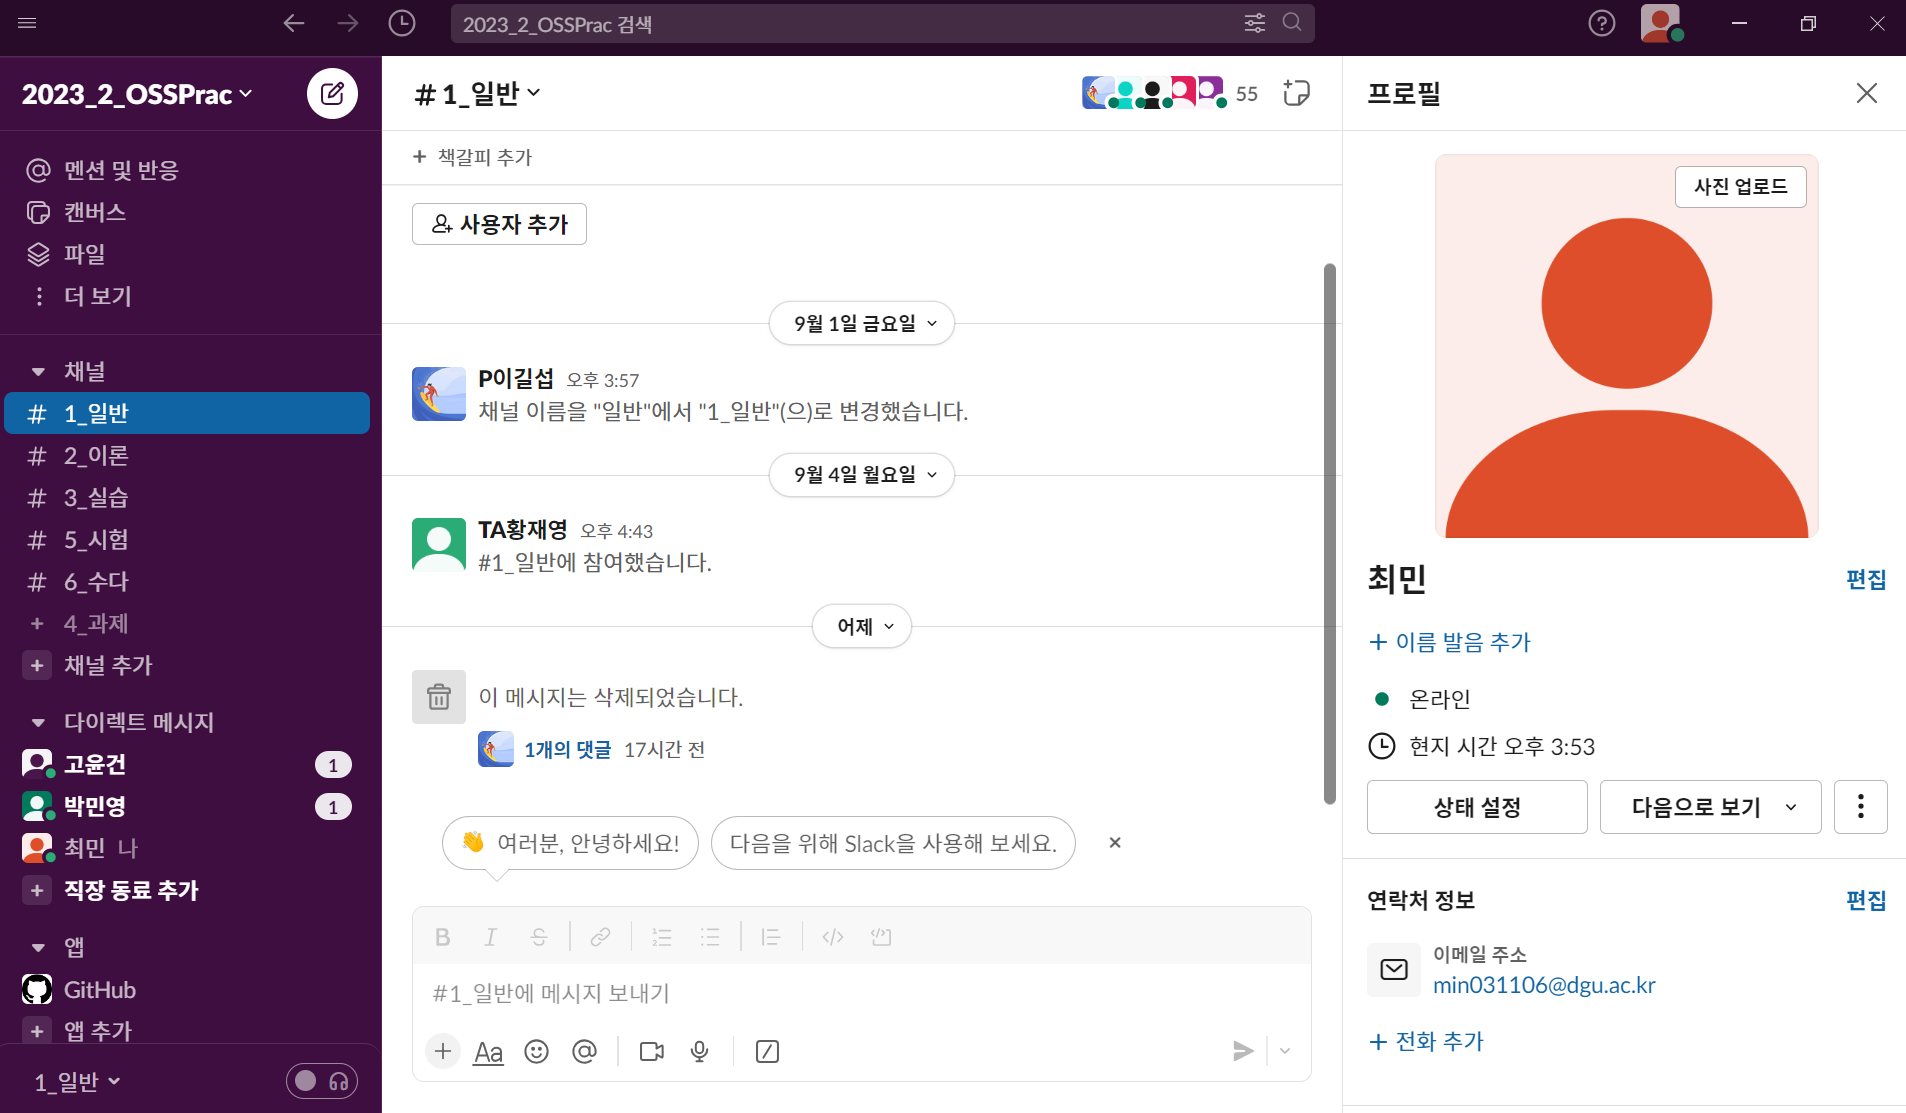 2023_2_OSSPrac 검색
2023_2_OSSPrac
멘션 및 반응
캔버스
파일
더 보기
채널
# 1_일반
# 2_이론
# 3_실습
# 5_시험
# 6_수다
+ 4_과제
+ 채널 추가
다이렉트 메시지
고윤건 1
박민영 1
최민 나
+ 직장 동료 추가
앱
GitHub
+ 앱 추가
1_일반
# 1_일반
55
+ 책갈피 추가
사용자 추가
9월 1일 금요일
P이길섭 오후 3:57
채널 이름을 "일반"에서 "1_일반"(으)로 변경했습니다.
9월 4일 월요일
TA황재영 오후 4:43
#1_일반에 참여했습니다.
어제
이 메시지는 삭제되었습니다.
1개의 댓글 17시간 전
👋 여러분, 안녕하세요!
다음을 위해 Slack을 사용해 보세요.
B I S
#1_일반에 메시지 보내기
+ Aa
프로필
사진 업로드
최민
편집
+ 이름 발음 추가
온라인
현지 시간 오후 3:53
상태 설정
다음으로 보기
연락처 정보
편집
이메일 주소
min031106@dgu.ac.kr
+ 전화 추가